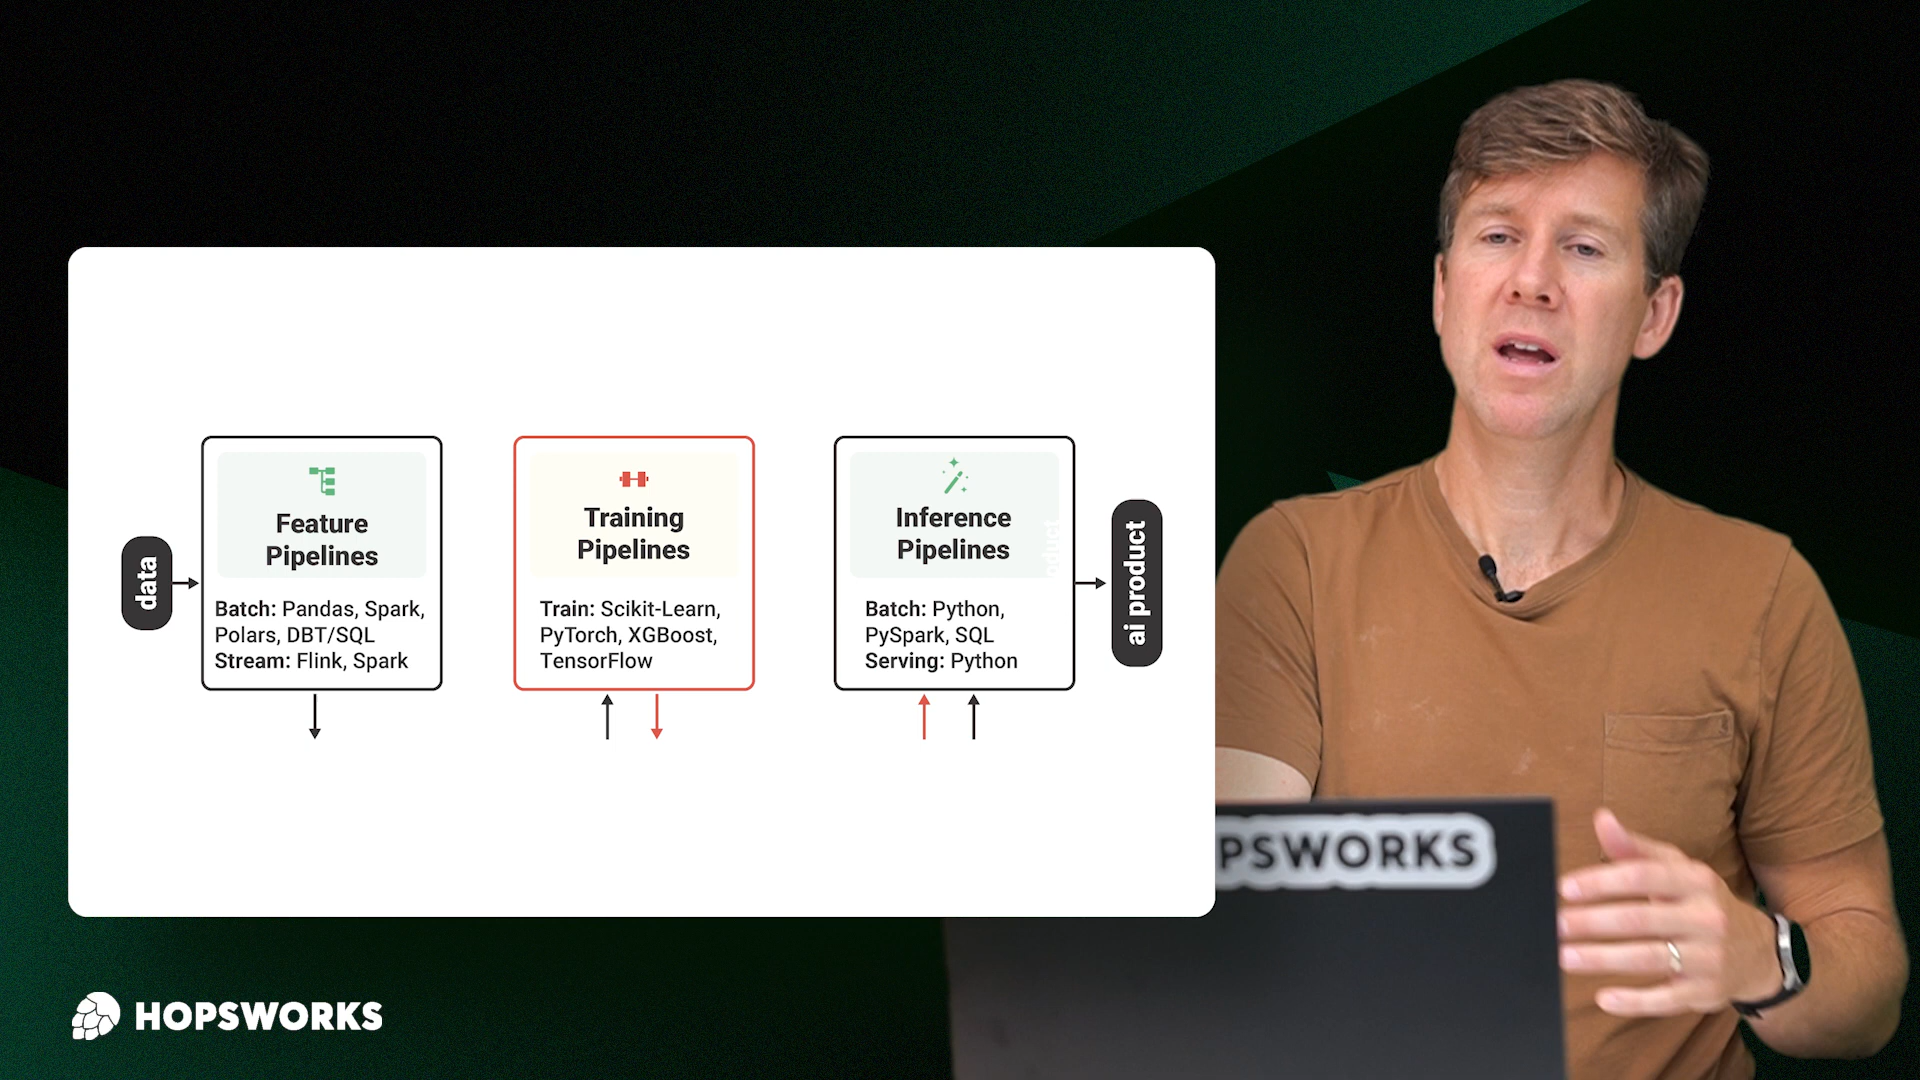 data
Feature
Pipelines
Batch: Pandas, Spark,
Polars, DBT/SQL
Stream: Flink, Spark
Training
Pipelines
Train: Scikit-Learn,
PyTorch, XGBoost,
TensorFlow
Inference
Pipelines
Batch: Python,
PySpark, SQL
Serving: Python
ai product
PSWORKS
HOPSWORKS